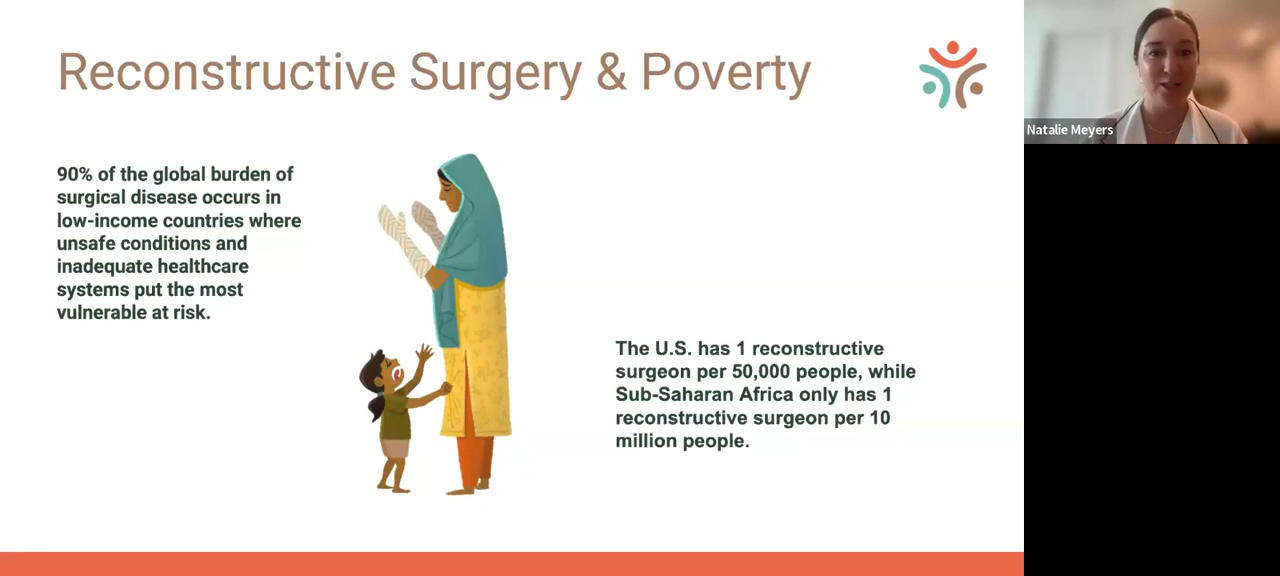 Reconstructive Surgery & Poverty
90% of the global burden of
surgical disease occurs in
low-income countries where
unsafe conditions and
inadequate healthcare
systems put the most
vulnerable at risk.
The U.S. has 1 reconstructive
surgeon per 50,000 people, while
Sub-Saharan Africa only has 1
reconstructive surgeon per 10
million people.
Natalie Meyers